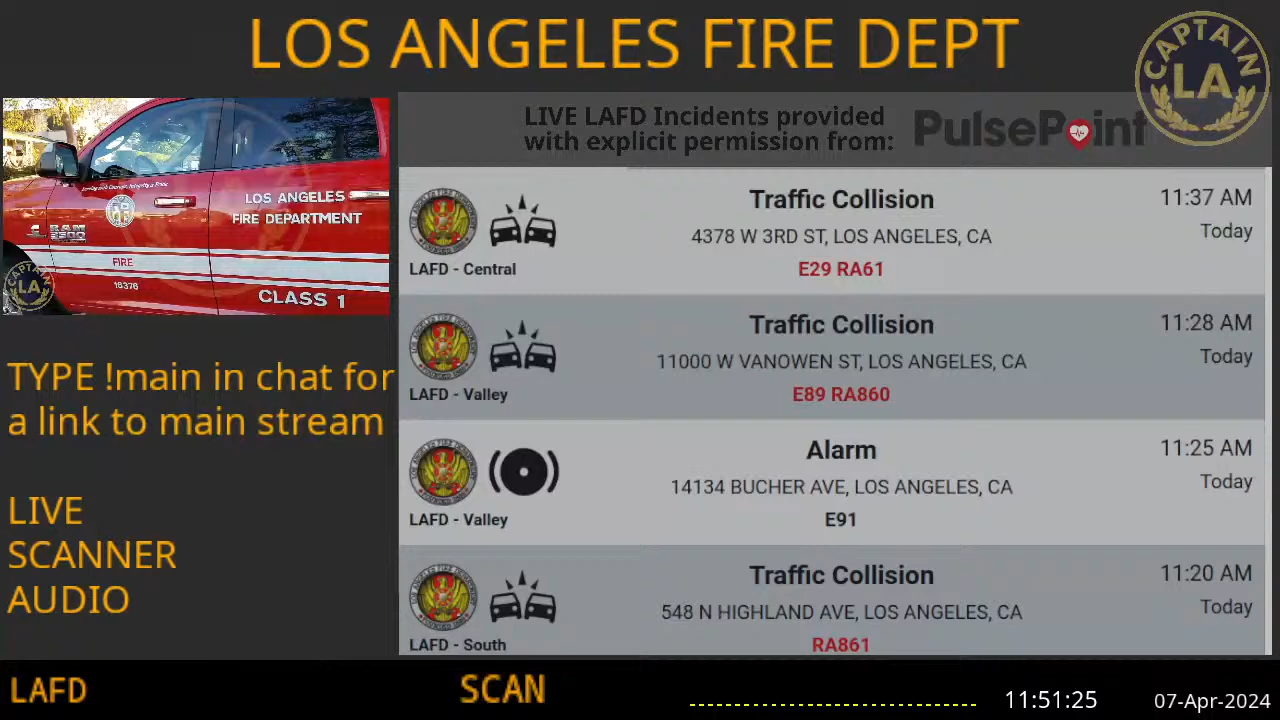 LOS ANGELES FIRE DEPT
CAPTAIN
LA
LIVE LAFD Incidents provided
with explicit permission from:
PulsePoint
LOS ANGELES
FIRE DEPARTMENT
RAM
FIRE
CLASS 1
CAPTAIN
LA
Traffic Collision
11:37 AM
4378 W 3RD ST, LOS ANGELES, CA
Today
LAFD - Central
E29 RA61
Traffic Collision
11:28 AM
11000 W VANOWEN ST, LOS ANGELES, CA
Today
LAFD - Valley
E89 RA860
Alarm
11:25 AM
14134 BUCHER AVE, LOS ANGELES, CA
Today
LAFD - Valley
E91
Traffic Collision
11:20 AM
548 N HIGHLAND AVE, LOS ANGELES, CA
Today
LAFD - South
RA861
TYPE !main in chat for
a link to main stream
LIVE
SCANNER
AUDIO
LAFD
SCAN
11:51:25
07-Apr-2024